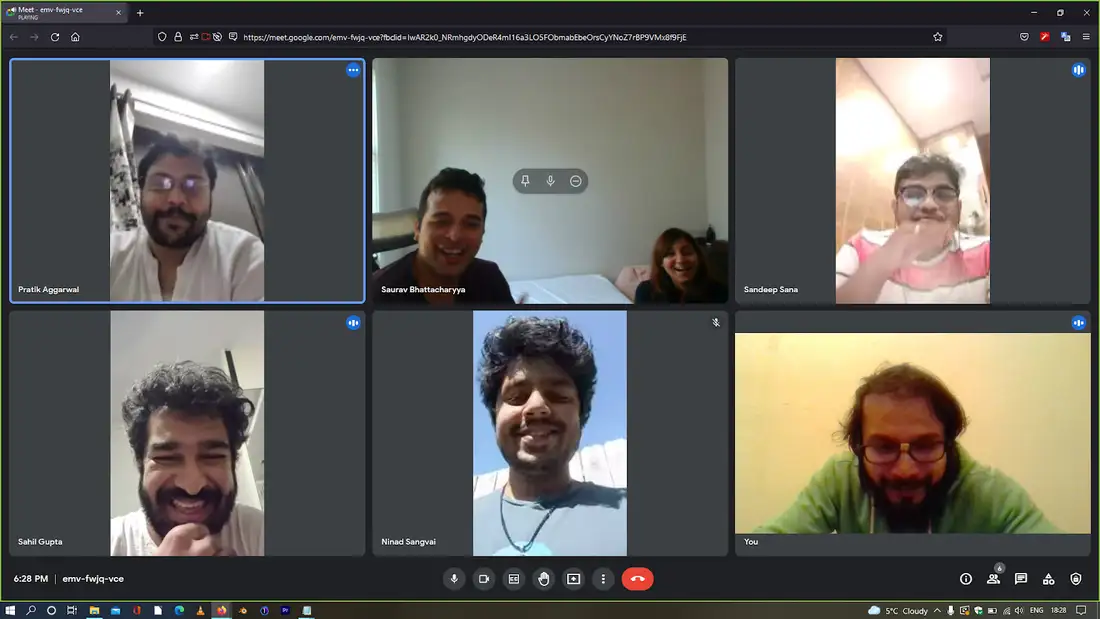 Meet - emv-fwjq-vce
PLAYING
https://meet.google.com/emv-fwjq-vce?fbclid=IwAR2k0_NRmhgdyODeR4mI16a3LO5FObmabEbeOrsCyYNoZ7rBP9VMx8f9FjE
Pratik Aggarwal
Saurav Bhattacharyya
Sandeep Sana
Sahil Gupta
Ninad Sangvai
You
6:28 PM | emv-fwjq-vce
6
5°C Cloudy
ENG
18:28